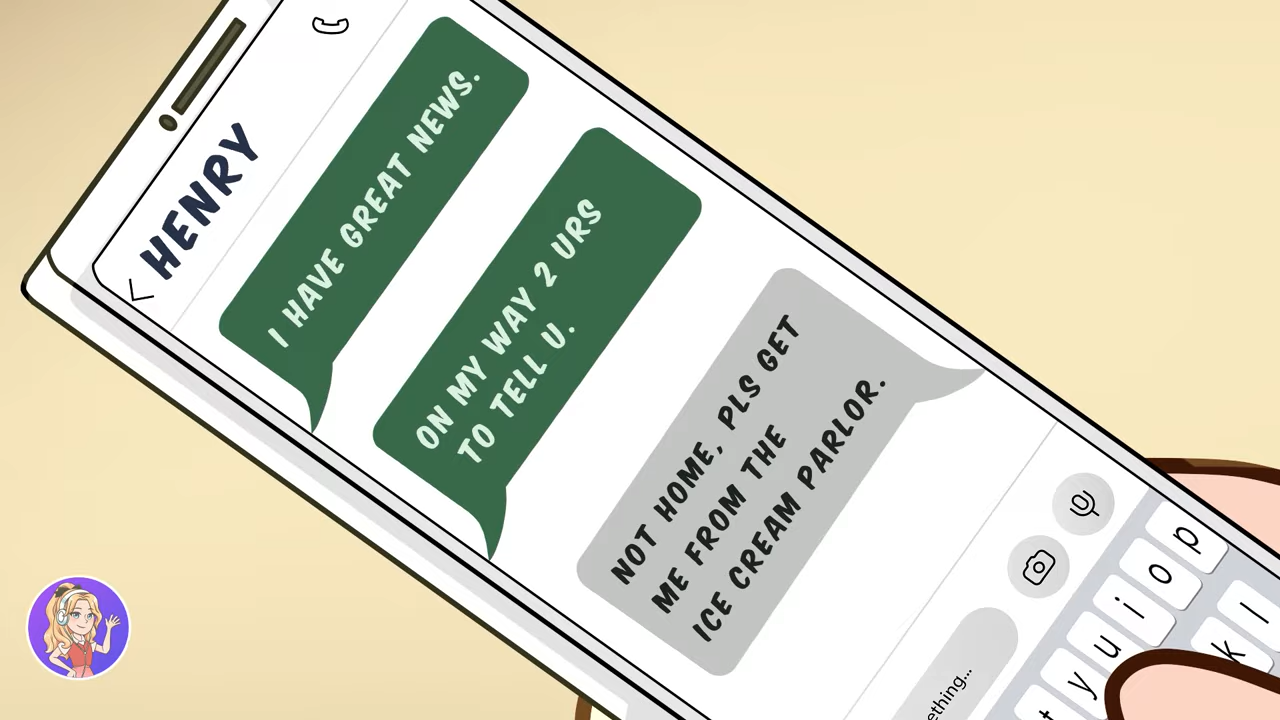 HENRY
I HAVE GREAT NEWS.
ON MY WAY 2 URS
TO TELL U.
NOT HOME, PLS GET
ME FROM THE
ICE CREAM PARLOR.
ething...
t y u i o p
k l